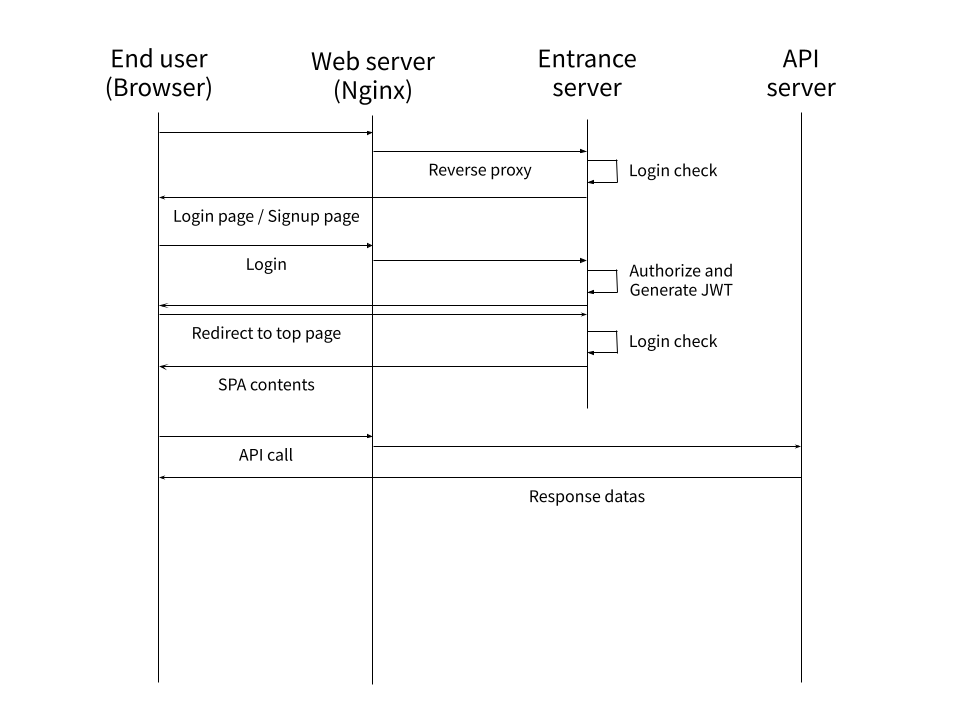 End user
(Browser)
Web server
(Nginx)
Entrance
server
API
server
Reverse proxy
Login check
Login page / Signup page
Login
Authorize and
Generate JWT
Redirect to top page
Login check
SPA contents
API call
Response datas